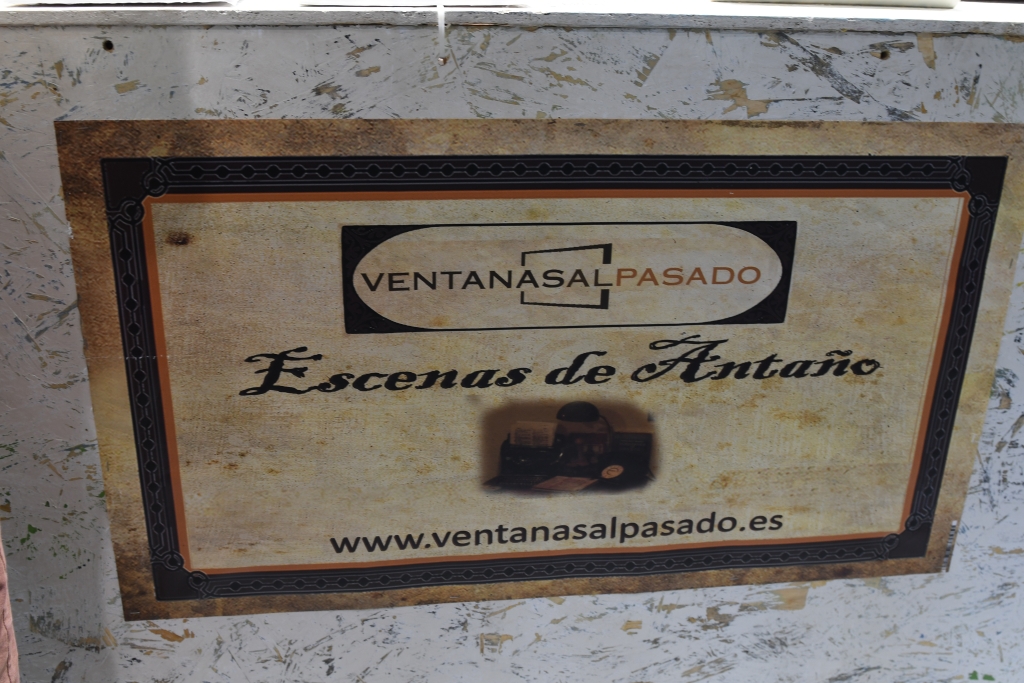 VENTANASALPASADO
Escenas de Antaño
www.ventanasalpasado.es